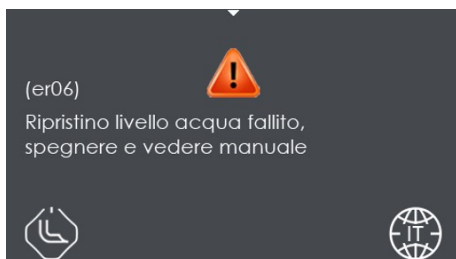 (er06)
Ripristino livello acqua fallito,
spegnere e vedere manuale
IT